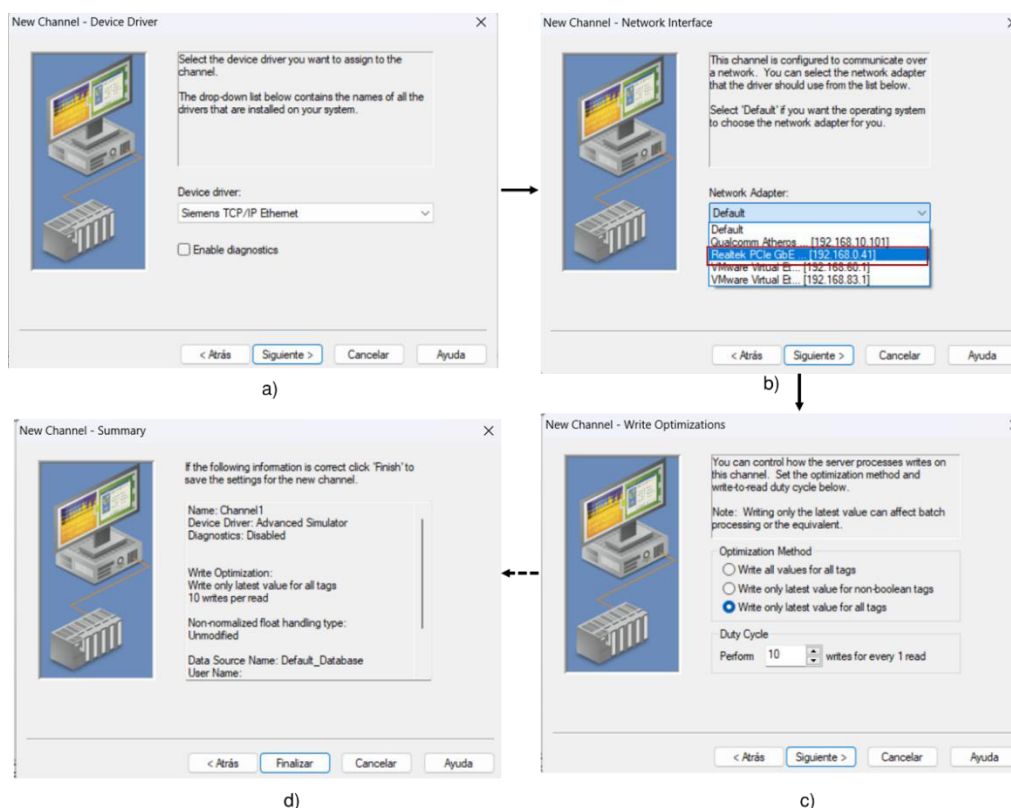 New Channel - Device Driver
Select the device driver you want to assign to the
channel.
The drop-down list below contains the names of all the
drivers that are installed on your system.
Device driver:
Siemens TCP/IP Ethernet
Enable diagnostics
< Atrás
Siguiente >
Cancelar
Ayuda
a)
New Channel - Network Interface
This channel is configured to communicate over
a network. You can select the network adapter
that the driver should use from the list below.
Select 'Default' if you want the operating system
to choose the network adapter for you.
Network Adapter:
Default
Default
Qualcomm Atheros ... [192.168.10.101]
Realtek PCIe GbE ... [192.168.0.41]
VMware Virtual Et... [192.168.60.1]
VMware Virtual Et... [192.168.83.1]
< Atrás
Siguiente >
Cancelar
Ayuda
b)
New Channel - Summary
If the following information is correct click 'Finish' to
save the settings for the new channel.
Name: Channel1
Device Driver: Advanced Simulator
Diagnostics: Disabled
Write Optimization:
Write only latest value for all tags
10 writes per read
Non-normalized float handling type:
Unmodified
Data Source Name: Default_Database
User Name:
< Atrás
Finalizar
Cancelar
Ayuda
d)
New Channel - Write Optimizations
You can control how the server processes writes on
this channel. Set the optimization method and
write-to-read duty cycle below.
Note: Writing only the latest value can affect batch
processing or the equivalent.
Optimization Method
Write all values for all tags
Write only latest value for non-boolean tags
Write only latest value for all tags
Duty Cycle
Perform 10 writes for every 1 read
< Atrás
Siguiente >
Cancelar
Ayuda
c)